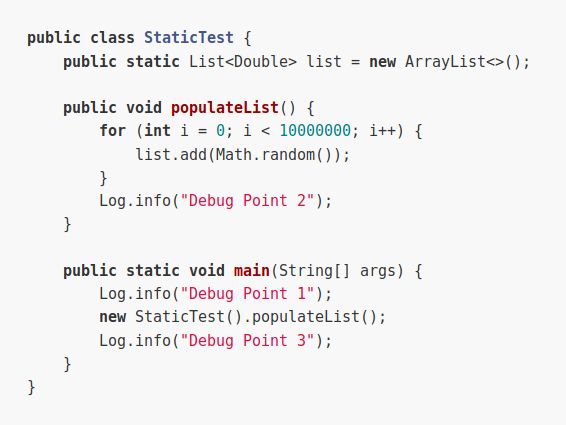 public class StaticTest {
    public static List<Double> list = new ArrayList<>();

    public void populateList() {
        for (int i = 0; i < 10000000; i++) {
            list.add(Math.random());
        }
        Log.info("Debug Point 2");
    }

    public static void main(String[] args) {
        Log.info("Debug Point 1");
        new StaticTest().populateList();
        Log.info("Debug Point 3");
    }
}